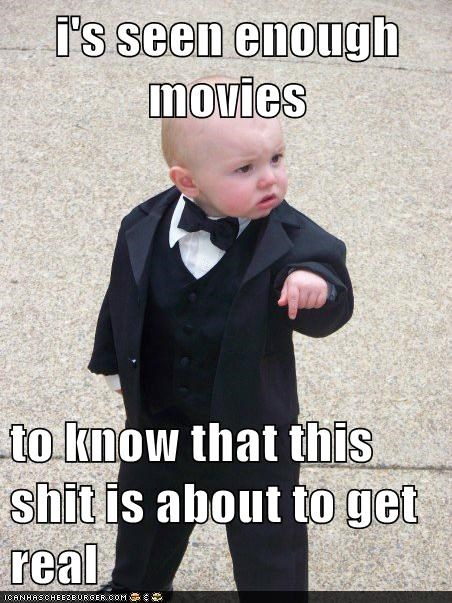 i's seen enough
movies
to know that this
shit is about to get
real
ICANHASCHEEZBURGER.COM